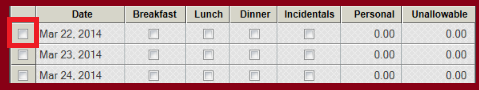 Date Breakfast Lunch Dinner Incidentals Personal Unallowable
Mar 22, 2014 0.00 0.00
Mar 23, 2014 0.00 0.00
Mar 24, 2014 0.00 0.00